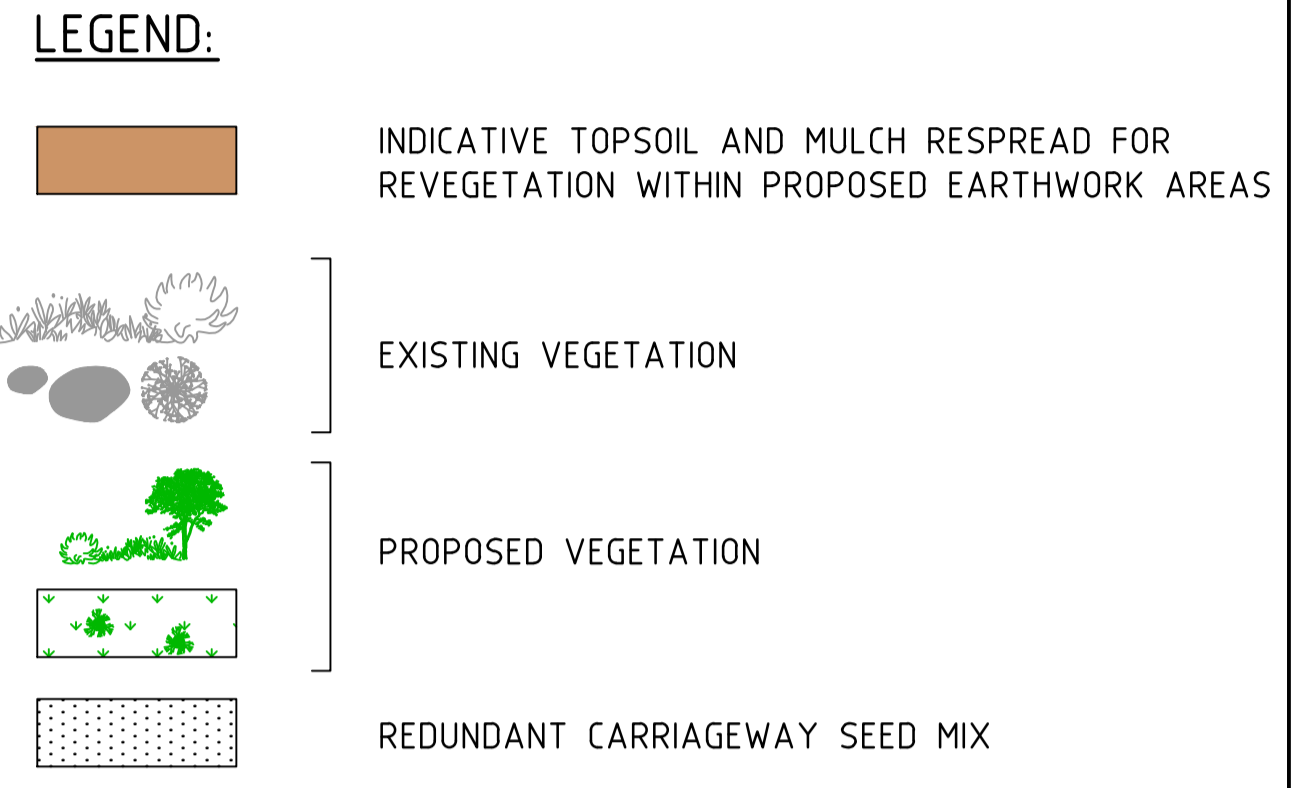 LEGEND:
INDICATIVE TOPSOIL AND MULCH RESPREAD FOR
REVEGETATION WITHIN PROPOSED EARTHWORK AREAS
EXISTING VEGETATION
PROPOSED VEGETATION
REDUNDANT CARRIAGEWAY SEED MIX